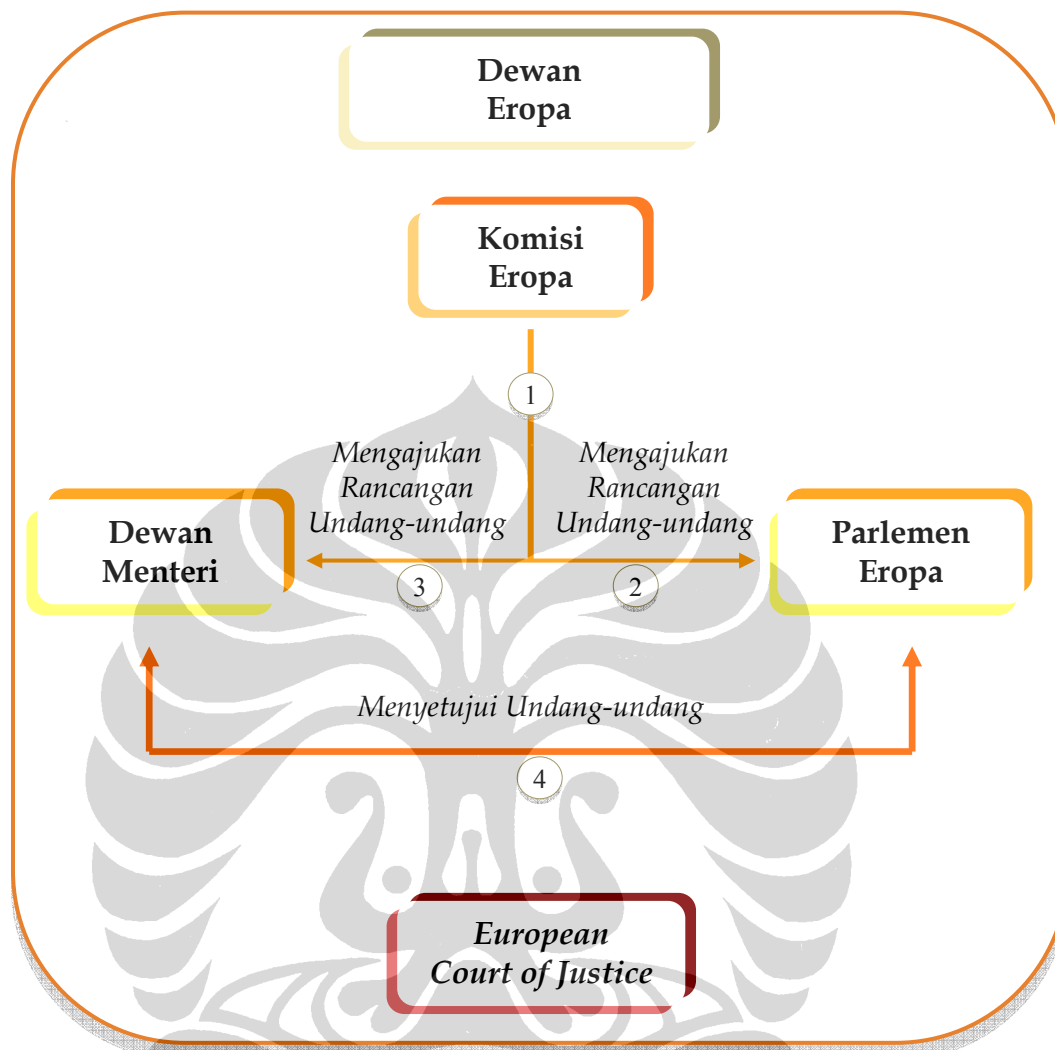 Dewan
Eropa
Komisi
Eropa
1
Mengajukan
Rancangan
Undang-undang
Mengajukan
Rancangan
Undang-undang
Dewan
Menteri
Parlemen
Eropa
3
2
Menyetujui Undang-undang
4
European
Court of Justice